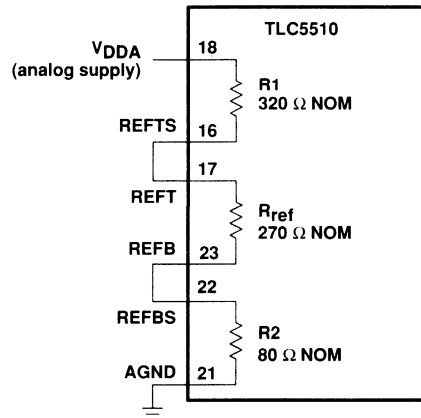 TLC5510
VDDA
(analog supply)
18
R1
320 Ω NOM
REFTS
16
17
REFT
Rref
270 Ω NOM
REFB
23
22
REFBS
R2
80 Ω NOM
AGND
21